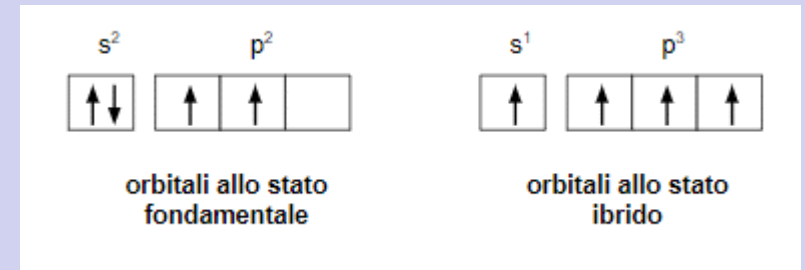 s² p² s¹ p³
orbitali allo stato
fondamentale
orbitali allo stato
ibrido